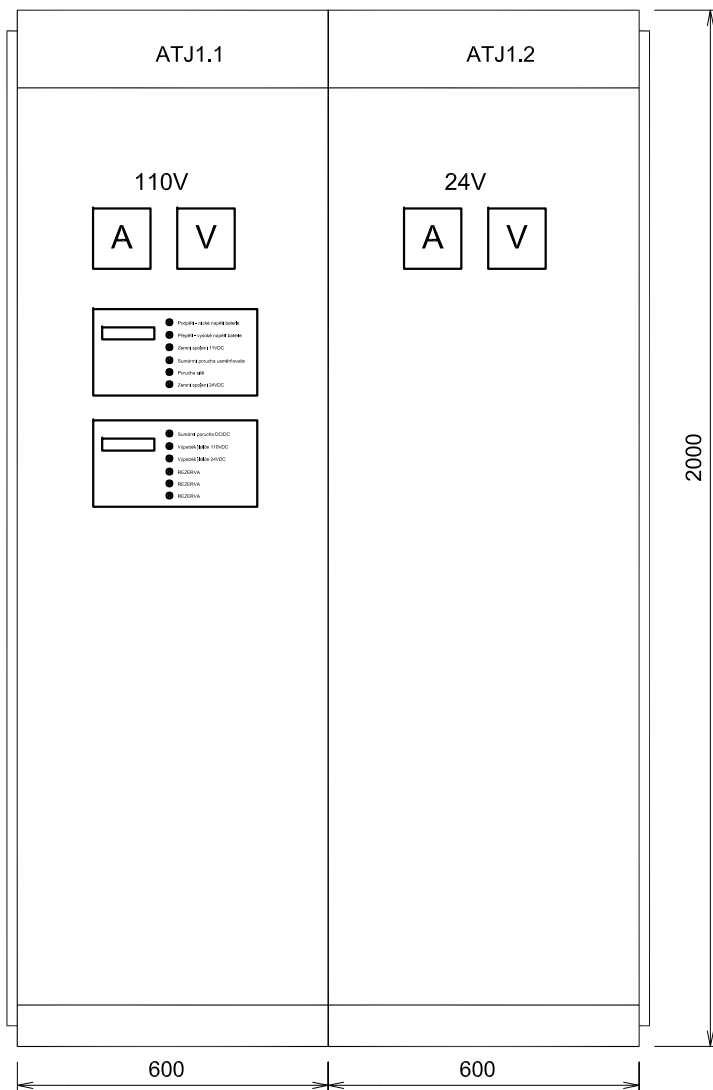 ATJ1.1
ATJ1.2
110V
24V
A
V
A
V
Podpětí - nízké napětí baterie
Přepětí - vysoké napětí baterie
Zemní spojení 11VDC
Sumární porucha usměrňovače
Porucha sítě
Zemní spojení 24VDC
Sumární porucha DC/DC
Výpadek jističe 110VDC
Výpadek jističe 24VDC
REZERVA
REZERVA
REZERVA
2000
600
600